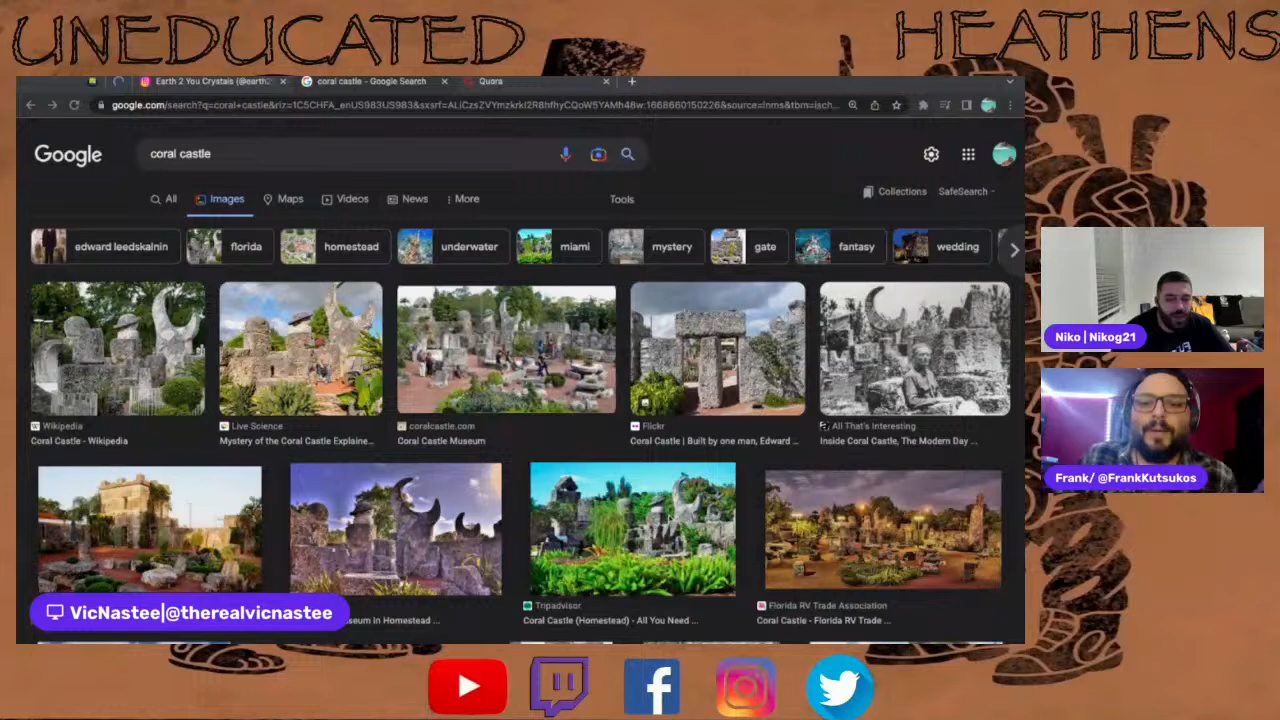 UNEDUCATED
HEATHENS
Earth 2 You Crystals (@earth2
coral castle - Google Search
Quora
Google
coral castle
All
Images
Maps
Videos
News
More
Tools
Collections
SafeSearch
edward leedskalnin
florida
homestead
underwater
miami
mystery
gate
fantasy
wedding
Niko | Nikog21
Wikipedia
Coral Castle - Wikipedia
Live Science
Mystery of the Coral Castle Explaine...
coralcastle.com
Coral Castle Museum
Flickr
Coral Castle | Built by one man, Edward ...
All That's Interesting
Inside Coral Castle, The Modern Day ...
Frank/ @FrankKutsukos
VicNastee|@therealvicnastee
useum in Homestead ...
Tripadvisor
Coral Castle (Homestead) - All You Need ...
Florida RV Trade Association
Coral Castle - Florida RV Trade ...